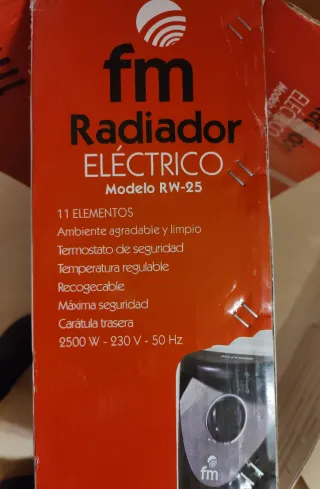 fm
Radiador
ELÉCTRICO
Modelo RW-25
11 ELEMENTOS
Ambiente agradable y limpio
Termostato de seguridad
Temperatura regulable
Recogecable
Máxima seguridad
Carátula trasera
2500 W - 230 V - 50 Hz
fm